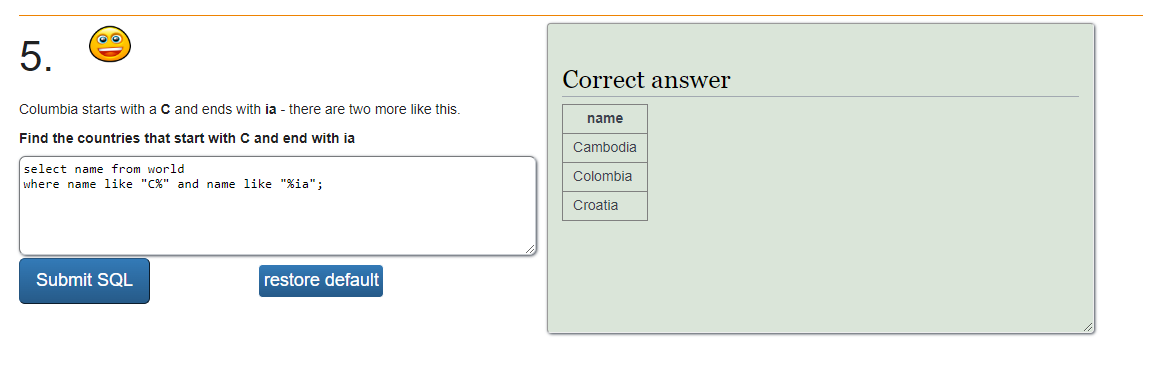 5.
Columbia starts with a C and ends with ia - there are two more like this.
Find the countries that start with C and end with ia
select name from world
where name like "C%" and name like "%ia";
Submit SQL
restore default
Correct answer
name
Cambodia
Colombia
Croatia